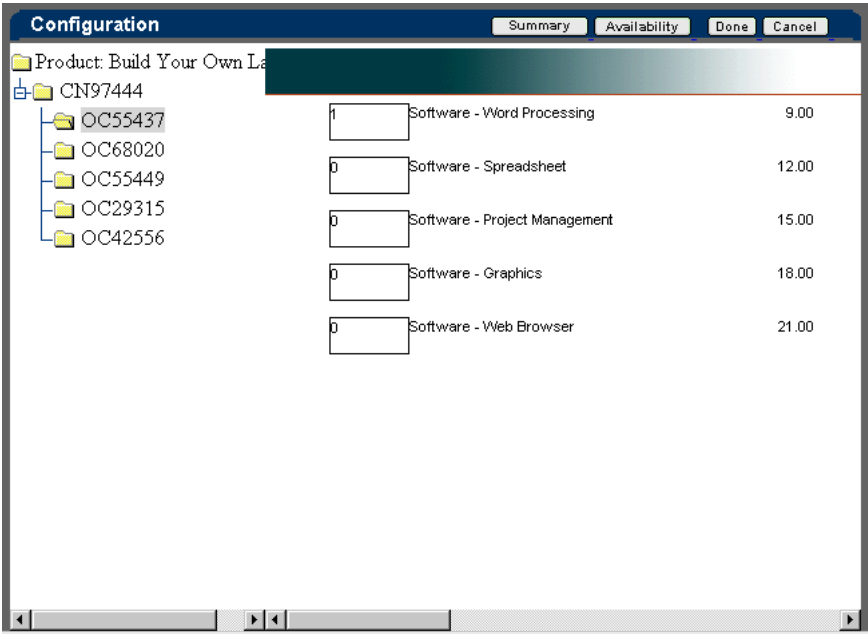 Configuration Summary Availability Done Cancel
Product: Build Your Own La
CN97444
OC55437
OC68020
OC55449
OC29315
OC42556
1 Software - Word Processing 9.00
0 Software - Spreadsheet 12.00
0 Software - Project Management 15.00
0 Software - Graphics 18.00
0 Software - Web Browser 21.00